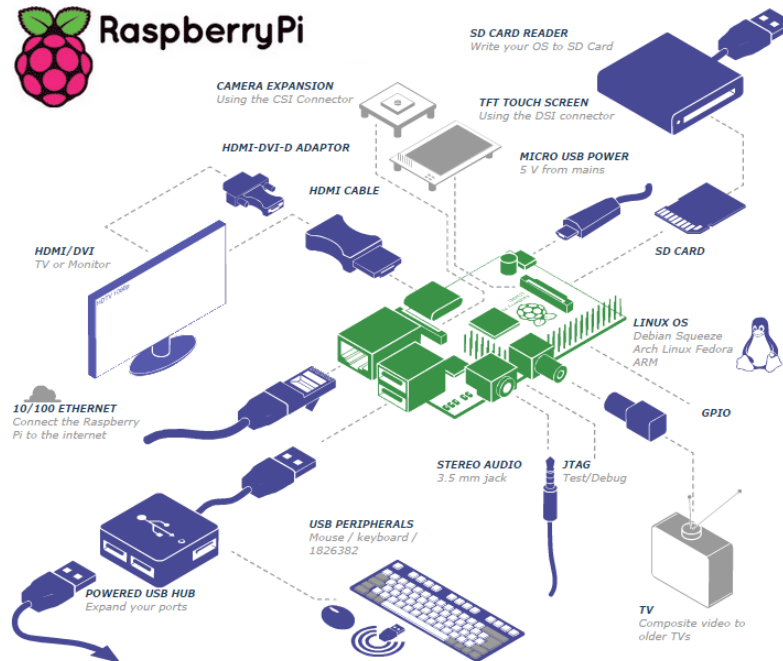 RaspberryPi
SD CARD READER
Write your OS to SD Card
CAMERA EXPANSION
Using the CSI Connector
TFT TOUCH SCREEN
Using the DSI connector
HDMI-DVI-D ADAPTOR
MICRO USB POWER
5 V from mains
HDMI CABLE
HDMI/DVI
TV or Monitor
SD CARD
HDTV 1080p
LINUX OS
Debian Squeeze
Arch Linux Fedora
ARM
10/100 ETHERNET
Connect the Raspberry
Pi to the internet
GPIO
STEREO AUDIO
3.5 mm jack
JTAG
Test/Debug
USB PERIPHERALS
Mouse / keyboard /
1826382
POWERED USB HUB
Expand your ports
TV
Composite video to
older TVs